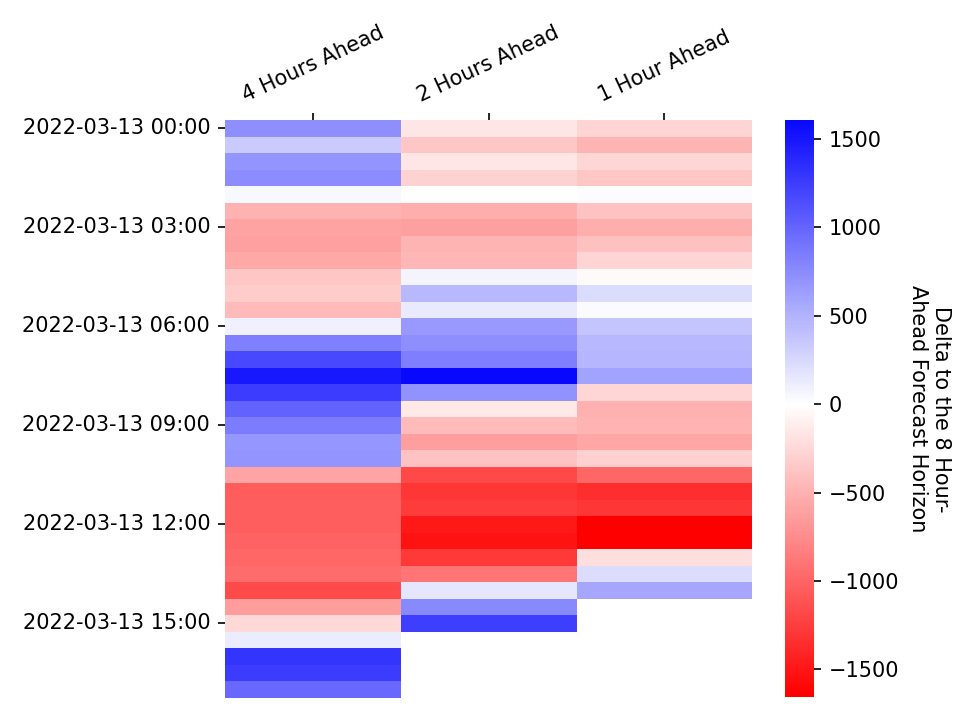 4 Hours Ahead
2 Hours Ahead
1 Hour Ahead
2022-03-13 00:00
2022-03-13 03:00
2022-03-13 06:00
2022-03-13 09:00
2022-03-13 12:00
2022-03-13 15:00
1500
1000
500
0
−500
−1000
−1500
Delta to the 8 Hour-
Ahead Forecast Horizon